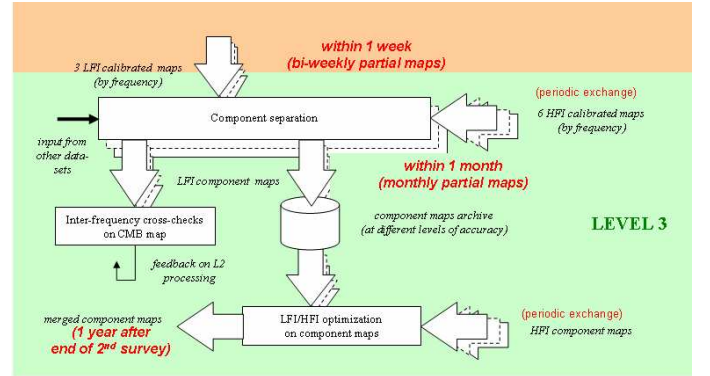 within 1 week
(bi-weekly partial maps)
3 LFI calibrated maps
(by frequency)
(periodic exchange)
Component separation
6 HFI calibrated maps
(by frequency)
input from
other data-
sets
within 1 month
(monthly partial maps)
LFI component maps
Inter-frequency cross-checks
on CMB map
component maps archive
(at different levels of accuracy)
LEVEL 3
feedback on L2
processing
merged component maps
(1 year after
end of 2nd survey)
LFI/HFI optimization
on component maps
(periodic exchange)
HFI component maps